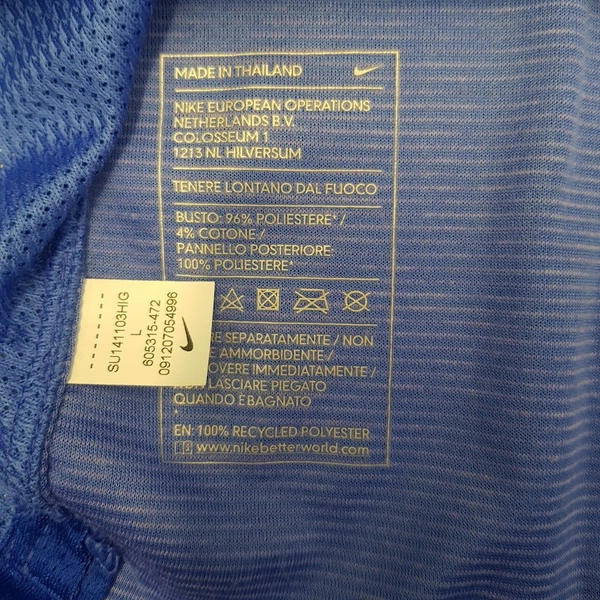 MADE IN THAILAND
NIKE EUROPEAN OPERATIONS
NETHERLANDS B.V.
COLOSSEUM 1
1213 NL HILVERSUM
TENERE LONTANO DAL FUOCO
BUSTO: 96% POLIESTERE*/
4% COTONE /
PANNELLO POSTERIORE:
100% POLIESTERE*
RE SEPARATAMENTE / NON
E AMMORBIDENTE /
OVERE IMMEDIATAMENTE /
LASCIARE PIEGATO
QUANDO È BAGNATO
*
EN: 100% RECYCLED POLYESTER
www.nikebetterworld.com
SU141103HIG
L
605315-472
091207054996